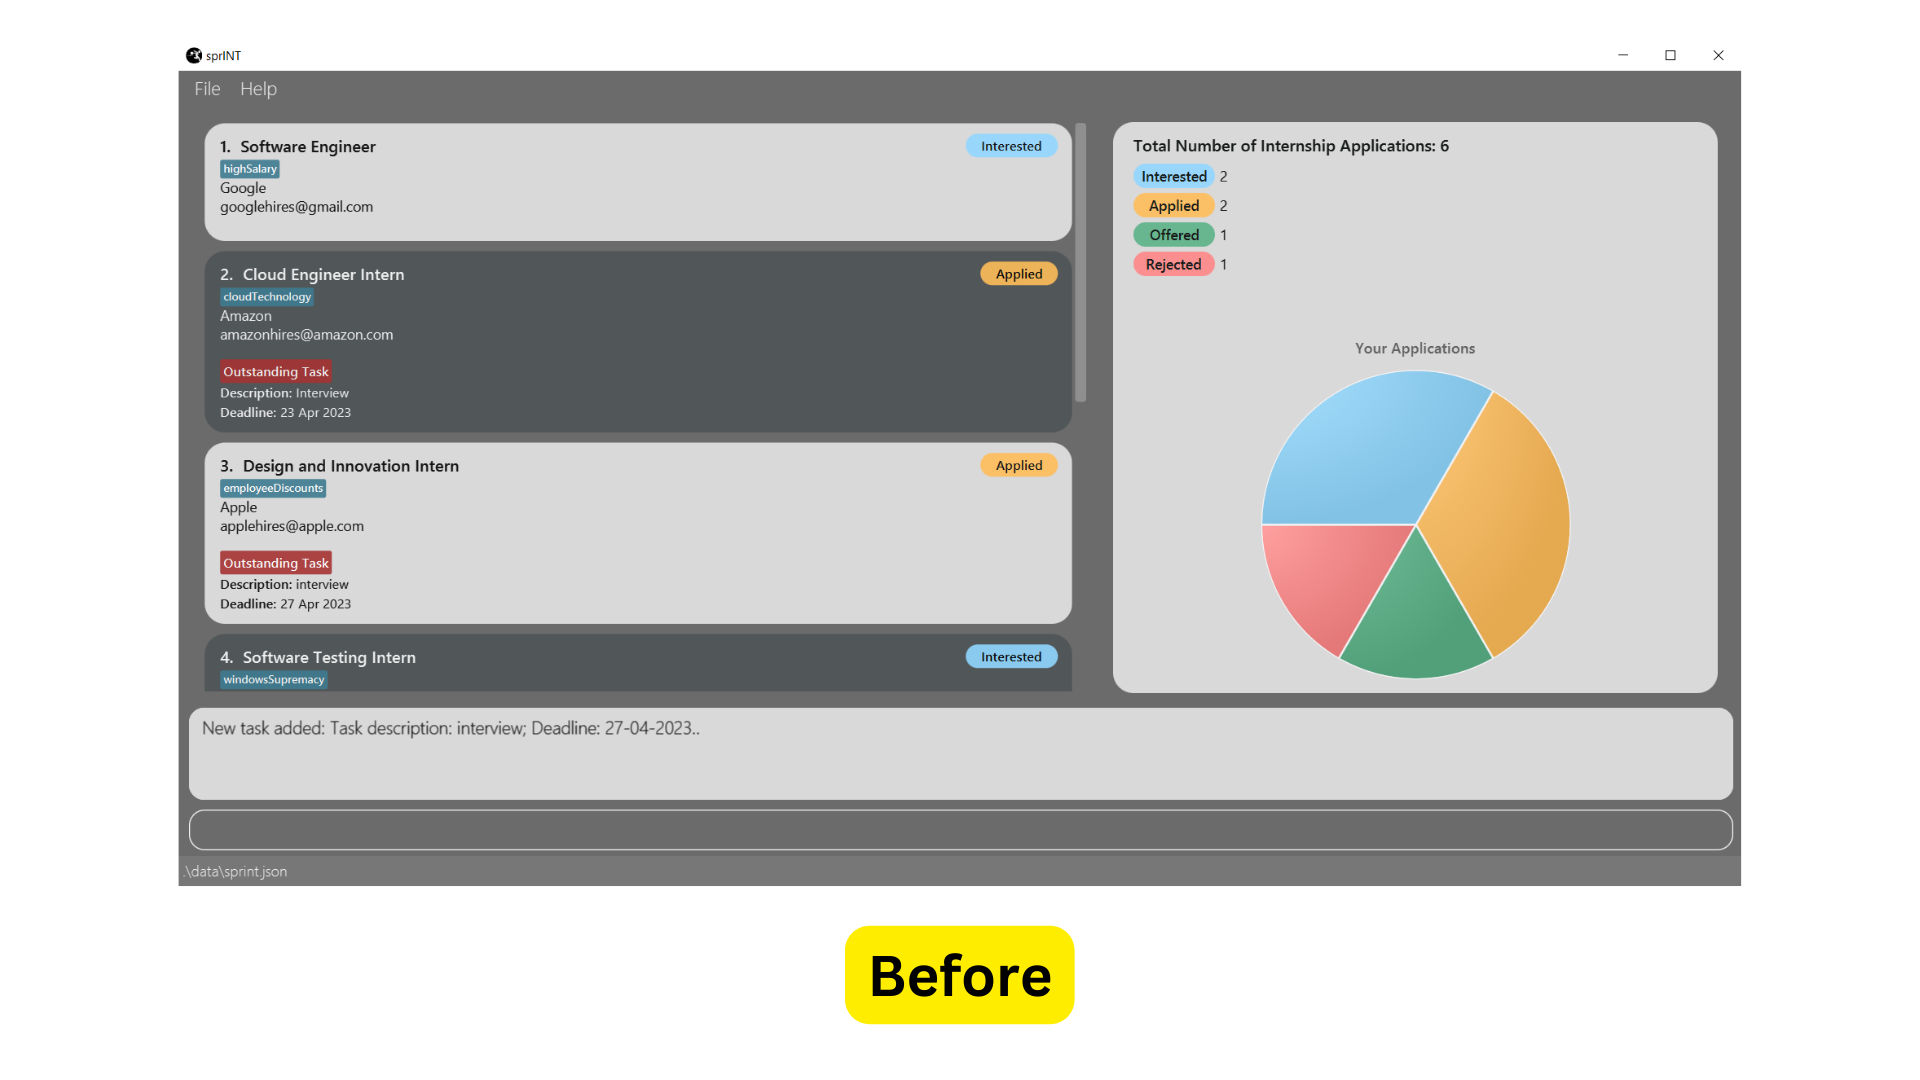 sprINT
File Help
1. Software Engineer
Interested
highSalary
Google
googlehires@gmail.com
2. Cloud Engineer Intern
Applied
cloudTechnology
Amazon
amazonhires@amazon.com
Outstanding Task
Description: Interview
Deadline: 23 Apr 2023
3. Design and Innovation Intern
Applied
employeeDiscounts
Apple
applehires@apple.com
Outstanding Task
Description: interview
Deadline: 27 Apr 2023
4. Software Testing Intern
Interested
windowsSupremacy
Total Number of Internship Applications: 6
Interested 2
Applied 2
Offered 1
Rejected 1
Your Applications
New task added: Task description: interview; Deadline: 27-04-2023..
.\data\sprint.json
Before